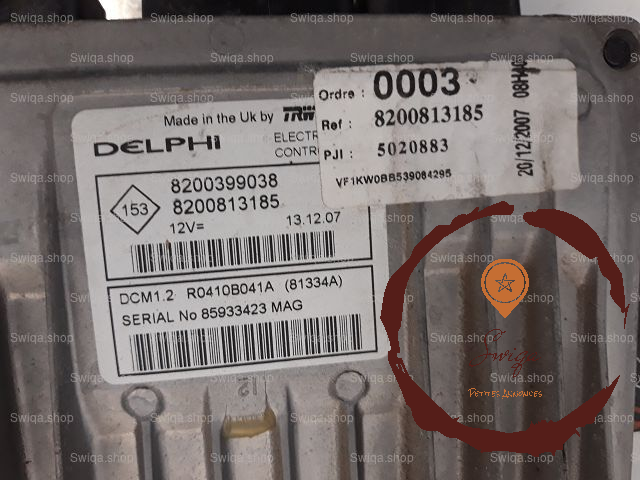 Ordre : 0003
Ref : 8200813185
PJI : 5020883
VF1KW0BB539084295
20/12/2007 08H
Made in the Uk by TRW
DELPHI
ELECTR
CONTR
153
8200399038
8200813185
12V= 13.12.07
DCM1.2 R0410B041A (81334A)
SERIAL No 85933423 MAG
Swiqa
Petites Annonces
Swiqa.shop